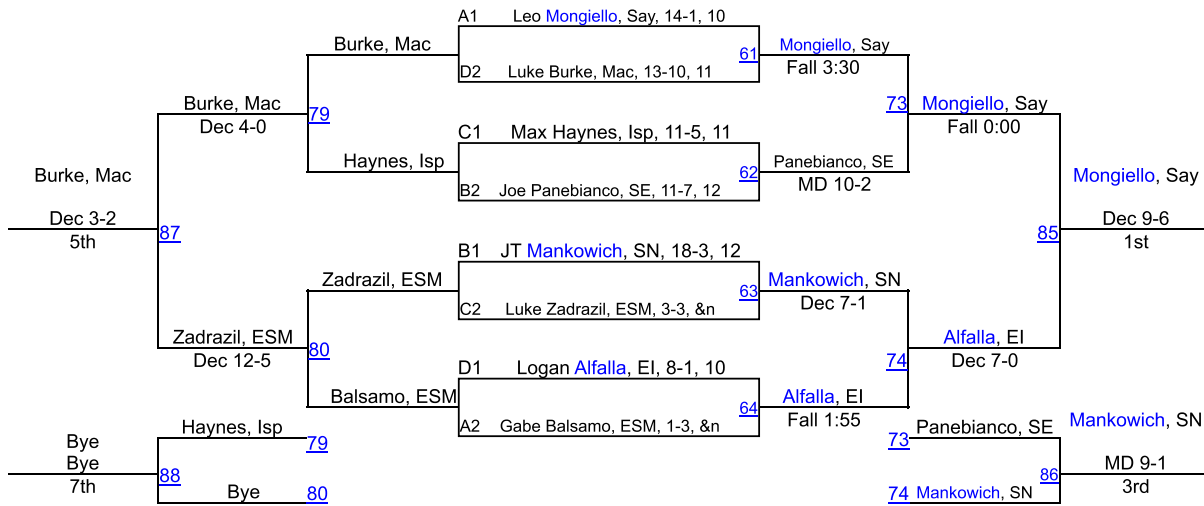 A1 Leo Mongiello, Say, 14-1, 10
Burke, Mac
61
Mongiello, Say
D2 Luke Burke, Mac, 13-10, 11
Fall 3:30
Burke, Mac
79
73
Mongiello, Say
Dec 4-0
Fall 0:00
C1 Max Haynes, Isp, 11-5, 11
Haynes, Isp
62
Panebianco, SE
B2 Joe Panebianco, SE, 11-7, 12
MD 10-2
Burke, Mac
Mongiello, Say
Dec 3-2
Dec 9-6
5th
87
85
1st
B1 JT Mankowich, SN, 18-3, 12
Zadrazil, ESM
63
Mankowich, SN
C2 Luke Zadrazil, ESM, 3-3, &n
Dec 7-1
Zadrazil, ESM
80
74
Alfalla, EI
Dec 12-5
Dec 7-0
D1 Logan Alfalla, EI, 8-1, 10
Balsamo, ESM
64
Alfalla, EI
A2 Gabe Balsamo, ESM, 1-3, &n
Fall 1:55
Bye
Haynes, Isp
79
73
Panebianco, SE
Mankowich, SN
Bye
88
86
MD 9-1
7th
3rd
Bye
80
74
Mankowich, SN